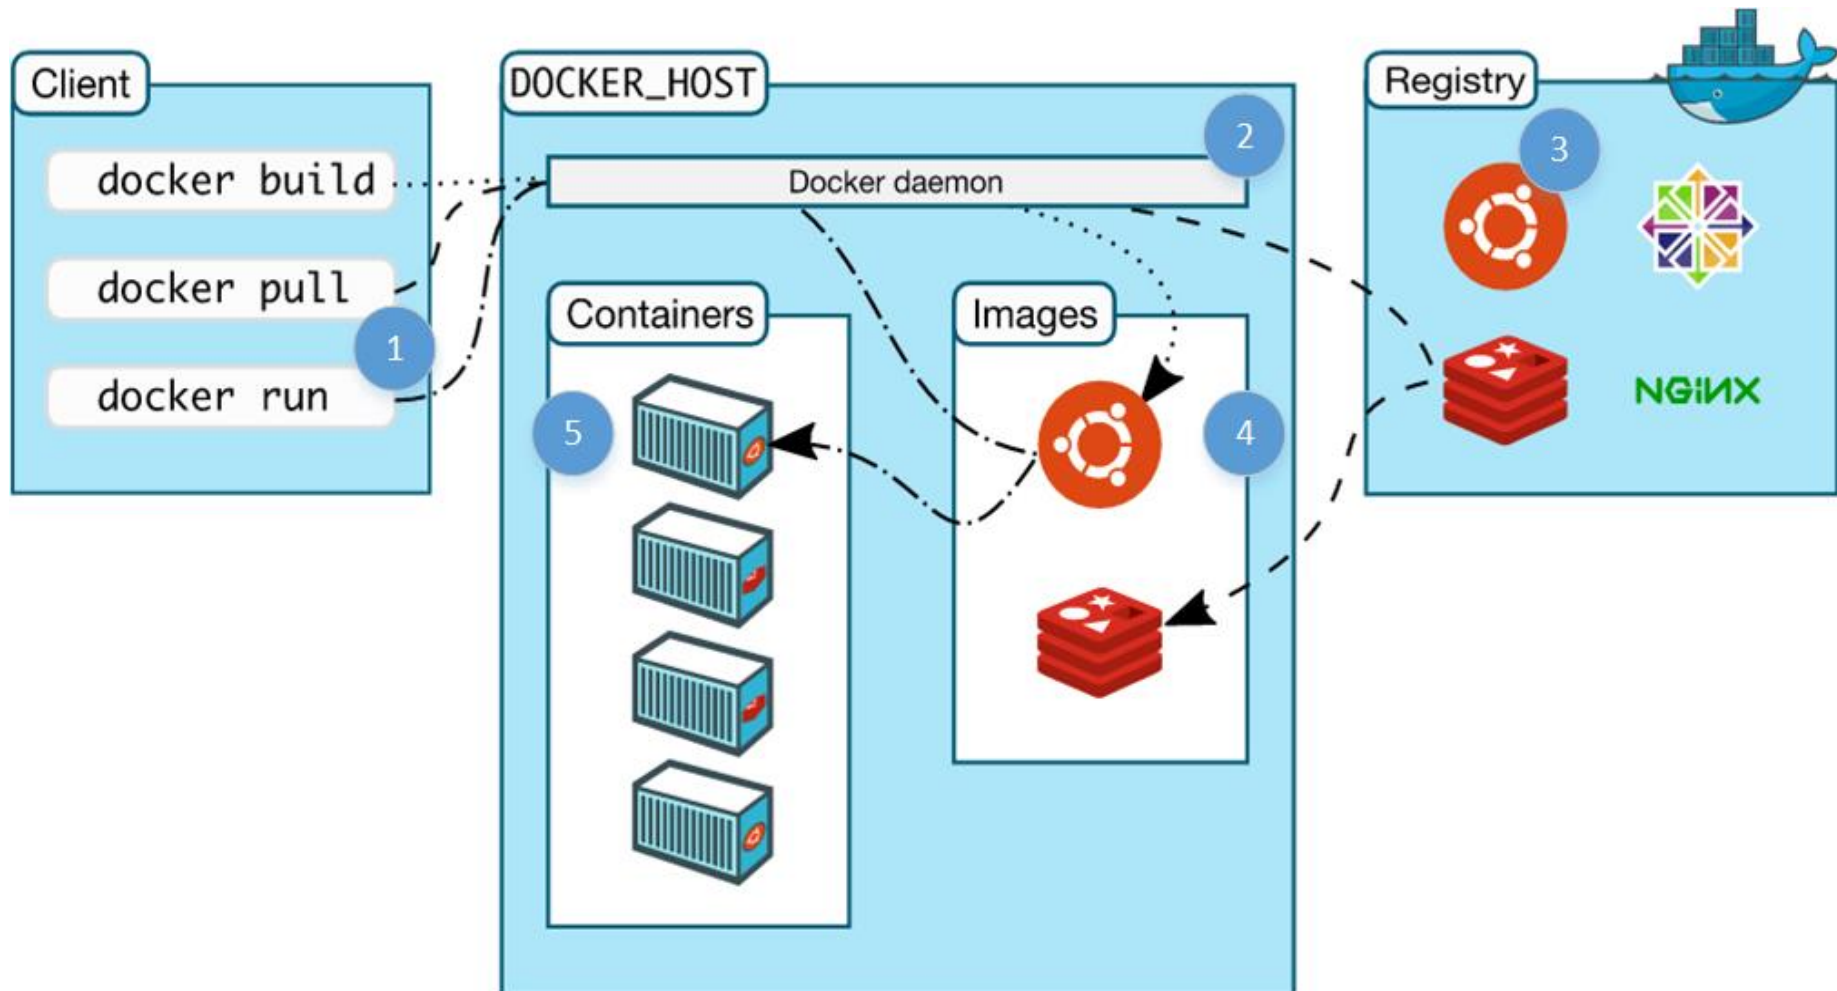 Client
docker build
docker pull
1
docker run
DOCKER_HOST
2
Docker daemon
Containers
5
Images
4
Registry
3
NGiNX